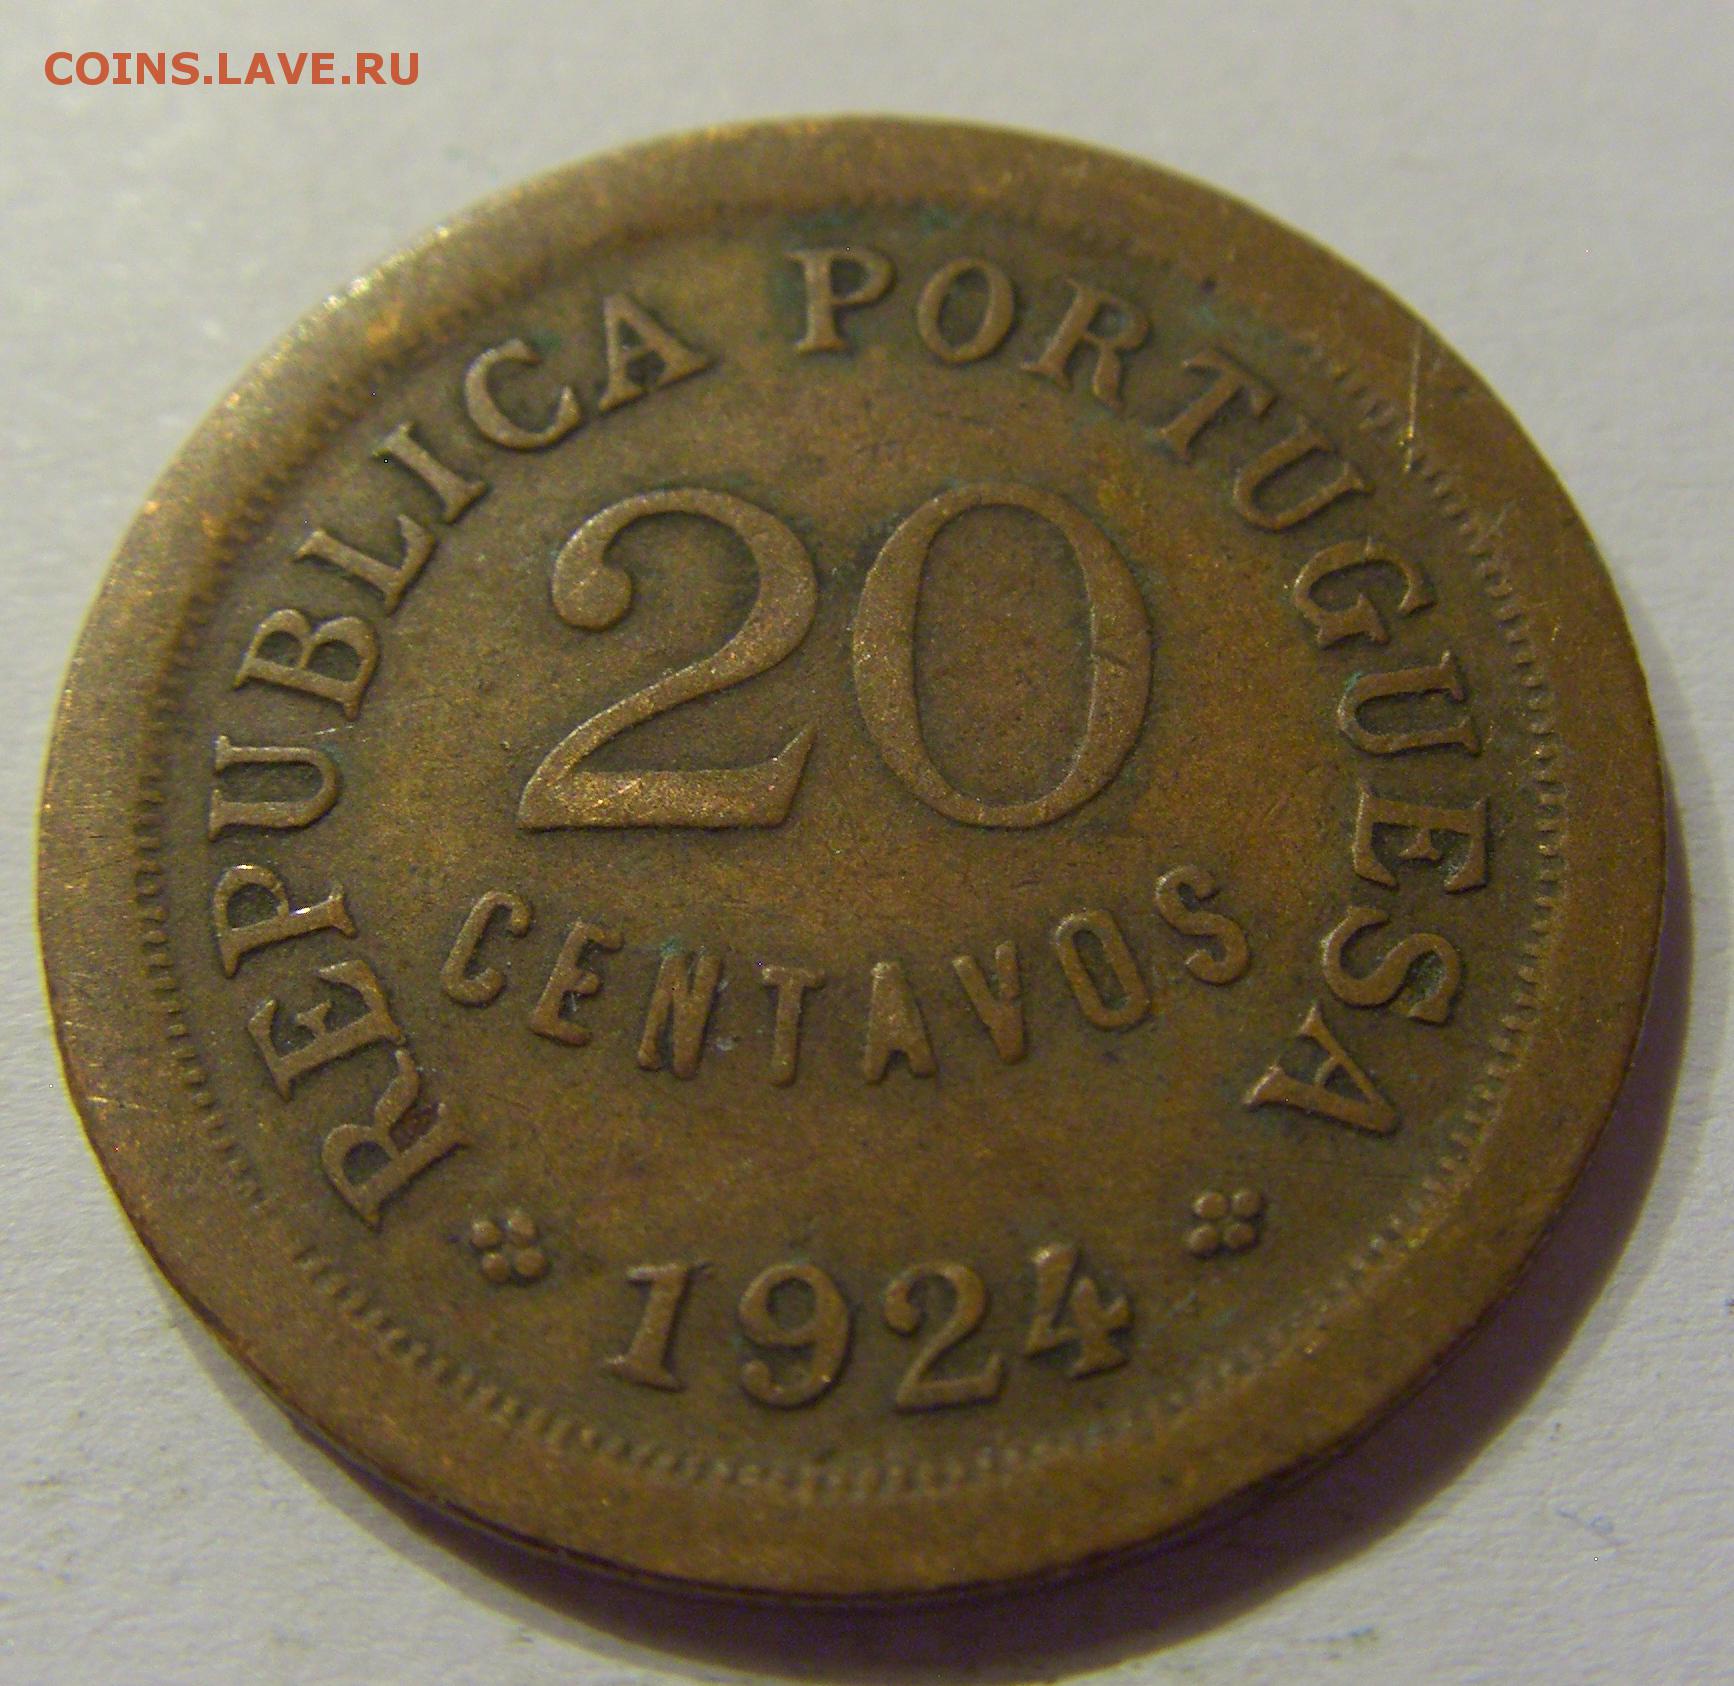 COINS.LAVE.RU
REPUBLICA PORTUGUESA
20
CENTAVOS
1924